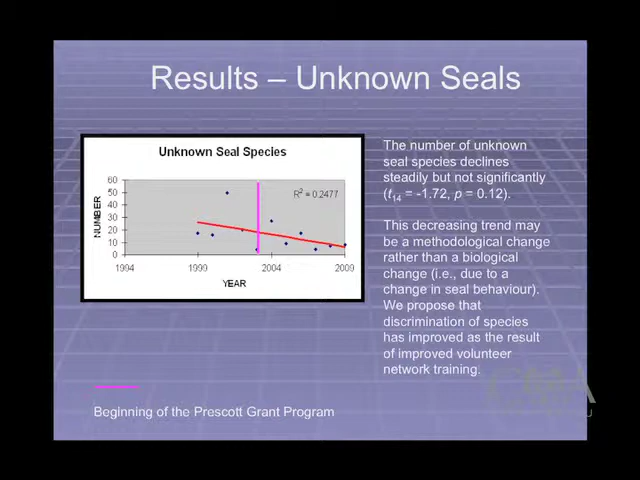 Results – Unknown Seals
Unknown Seal Species
60
50
40
30
20
10
0
NUMBER
R² = 0.2477
1994
1999
2004
2009
YEAR
The number of unknown
seal species declines
steadily but not significantly
(t14 = -1.72, p = 0.12).
This decreasing trend may
be a methodological change
rather than a biological
change (i.e., due to a
change in seal behaviour).
We propose that
discrimination of species
has improved as the result
of improved volunteer
network training.
Beginning of the Prescott Grant Program